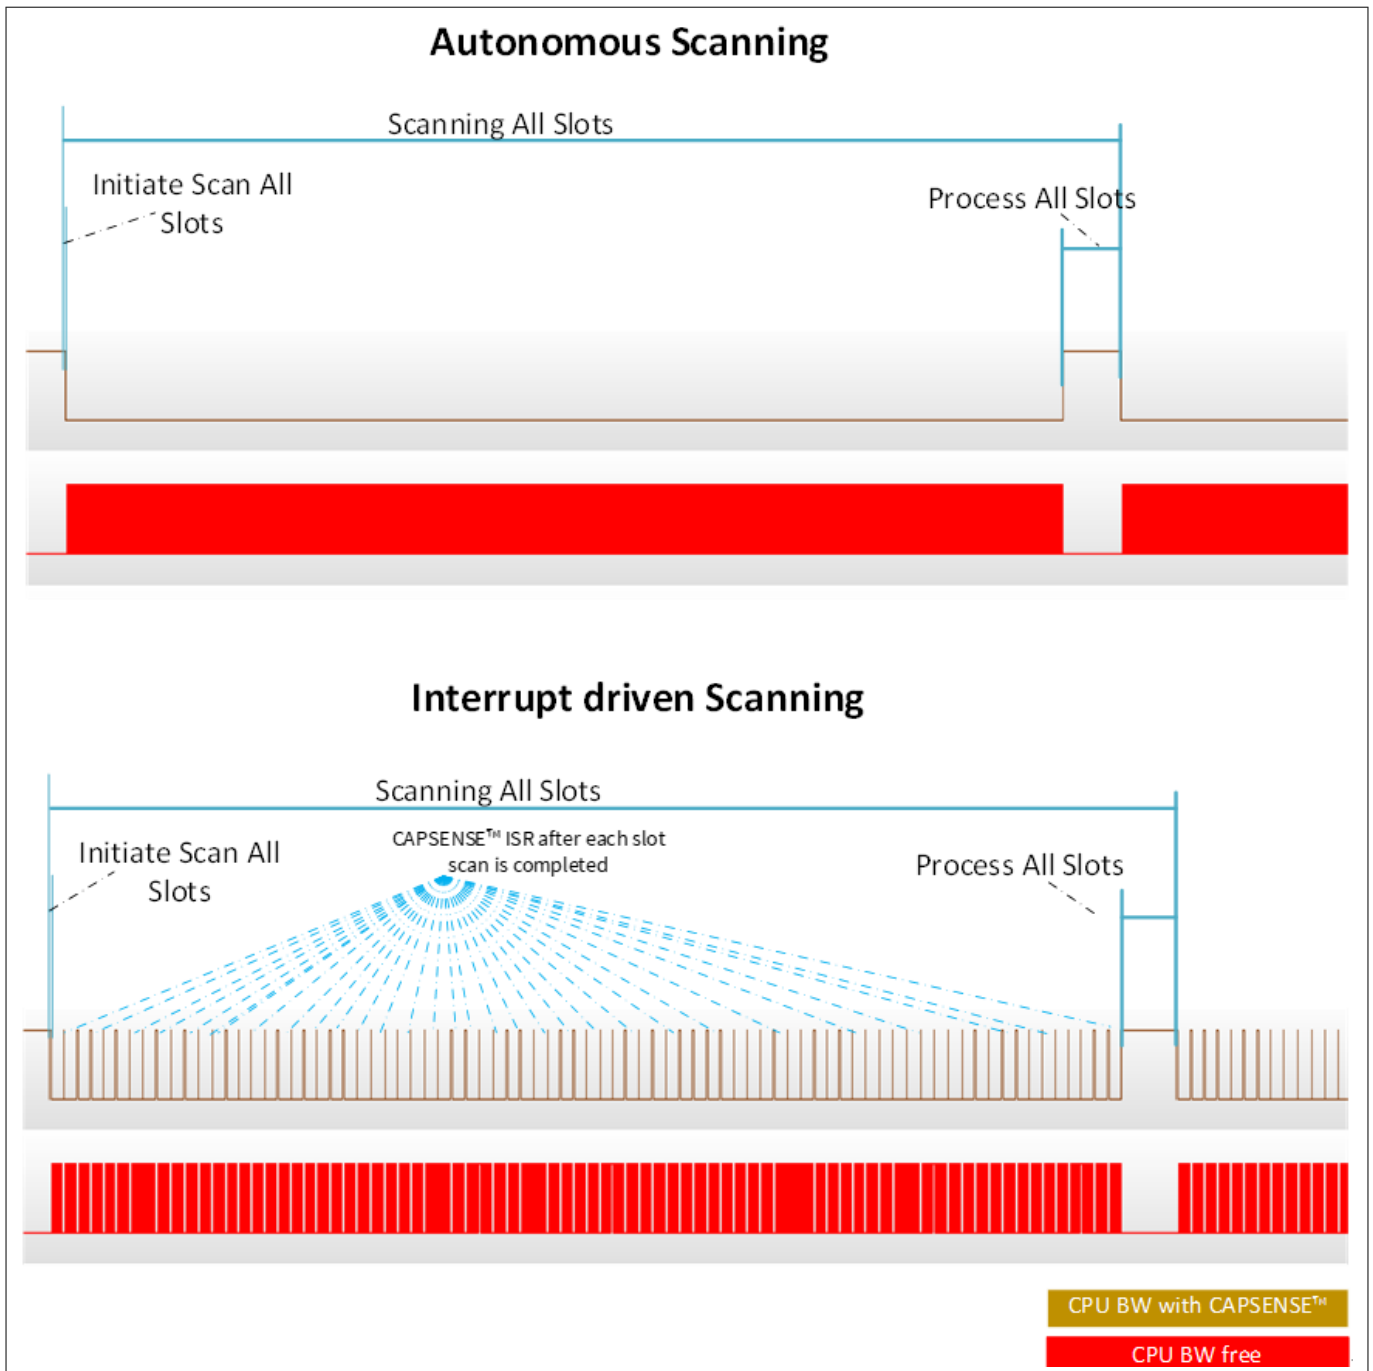 Autonomous Scanning
Scanning All Slots
Initiate Scan All
Slots
Process All Slots
Interrupt driven Scanning
Scanning All Slots
CAPSENSE™ ISR after each slot
scan is completed
Initiate Scan All
Slots
Process All Slots
CPU BW with CAPSENSE™
CPU BW free